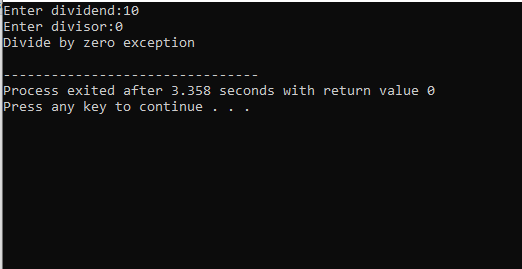 Enter dividend:10
Enter divisor:0
Divide by zero exception
--------------------------------
Process exited after 3.358 seconds with return value 0
Press any key to continue . . .